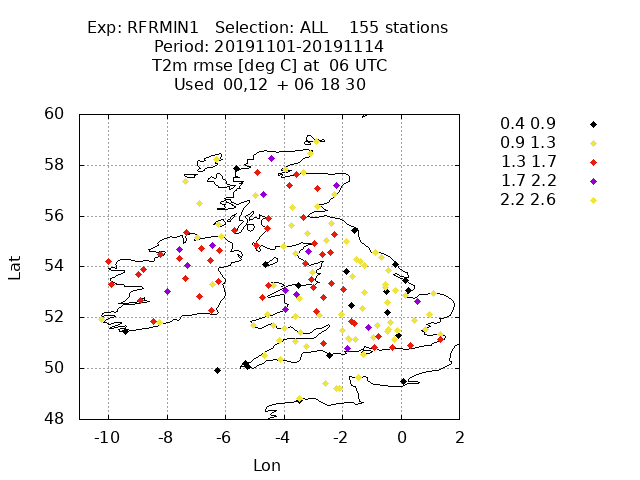 Exp: RFRMIN1 Selection: ALL 155 stations
Period: 20191101-20191114
T2m rmse [deg C] at 06 UTC
Used 00,12 + 06 18 30
60
58
56
54
52
50
48
-10 -8 -6 -4 -2 0 2
Lat
Lon
0.4 0.9
0.9 1.3
1.3 1.7
1.7 2.2
2.2 2.6